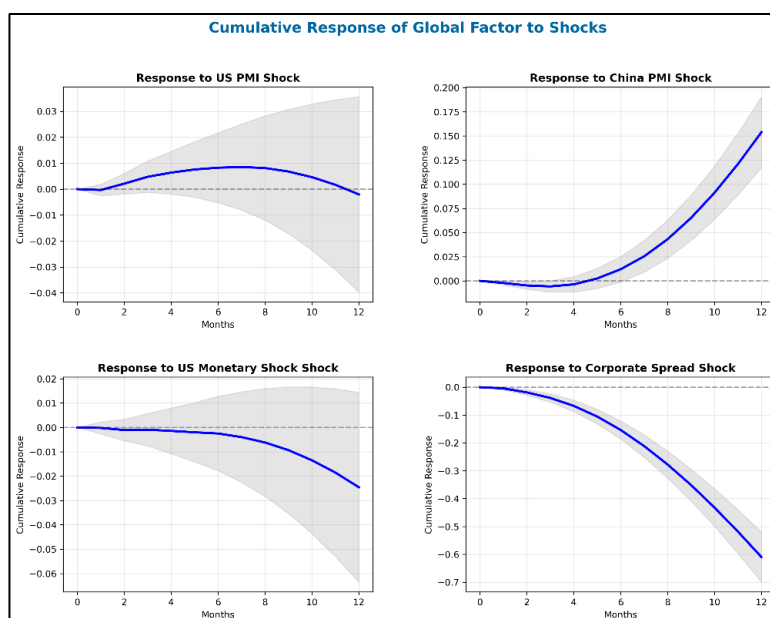 Cumulative Response of Global Factor to Shocks
Response to US PMI Shock
Cumulative Response
0.03
0.02
0.01
0.00
−0.01
−0.02
−0.03
−0.04
0 2 4 6 8 10 12
Months
Response to China PMI Shock
Cumulative Response
0.200
0.175
0.150
0.125
0.100
0.075
0.050
0.025
0.000
0 2 4 6 8 10 12
Months
Response to US Monetary Shock Shock
Cumulative Response
0.02
0.01
0.00
−0.01
−0.02
−0.03
−0.04
−0.05
−0.06
0 2 4 6 8 10 12
Months
Response to Corporate Spread Shock
Cumulative Response
0.0
−0.1
−0.2
−0.3
−0.4
−0.5
−0.6
−0.7
0 2 4 6 8 10 12
Months